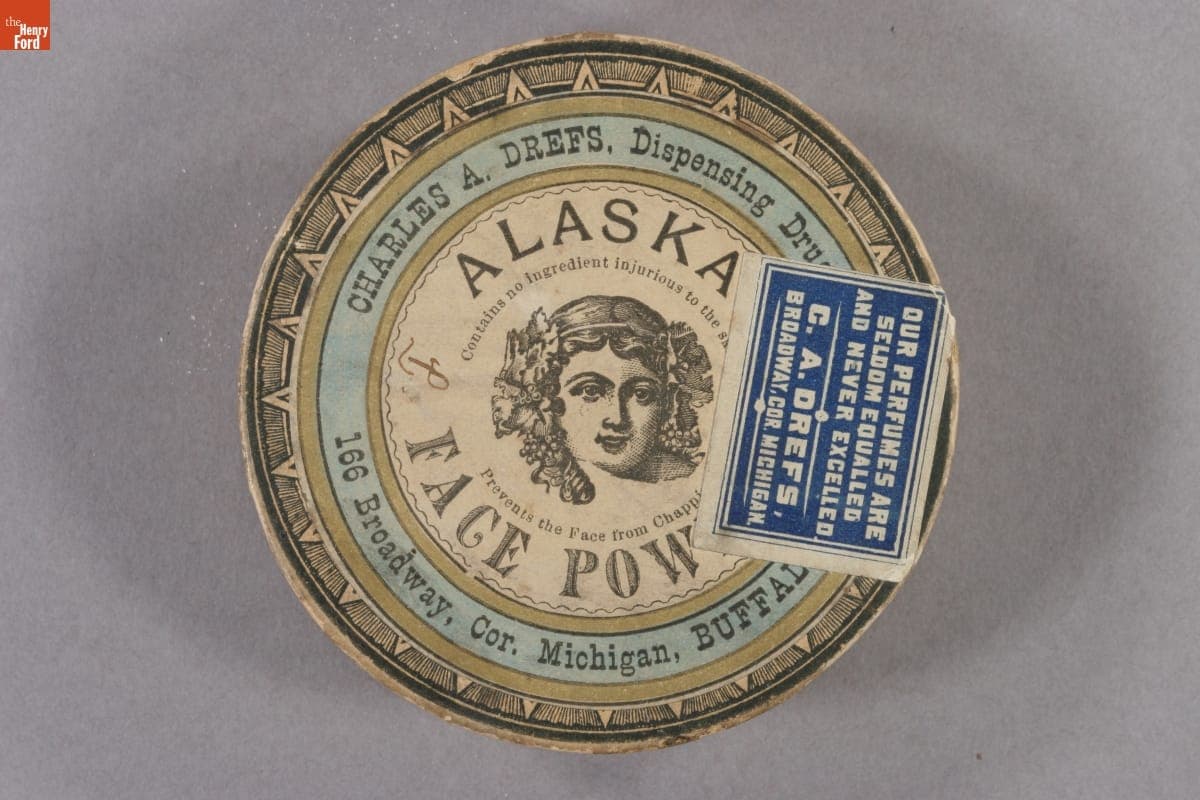 the
Henry
Ford
CHARLES A. DREFS, Dispensing Dru
ALASKA
Contains no ingredient injurious to the
Prevents the Face from Chappi
FACE POW
166 Broadway, Cor. Michigan, BUFFAL
OUR PERFUMES ARE
SELDOM EQUALLED
AND NEVER EXCELLED.
C. A. DREFS,
BROADWAY, COR. MICHIGAN.